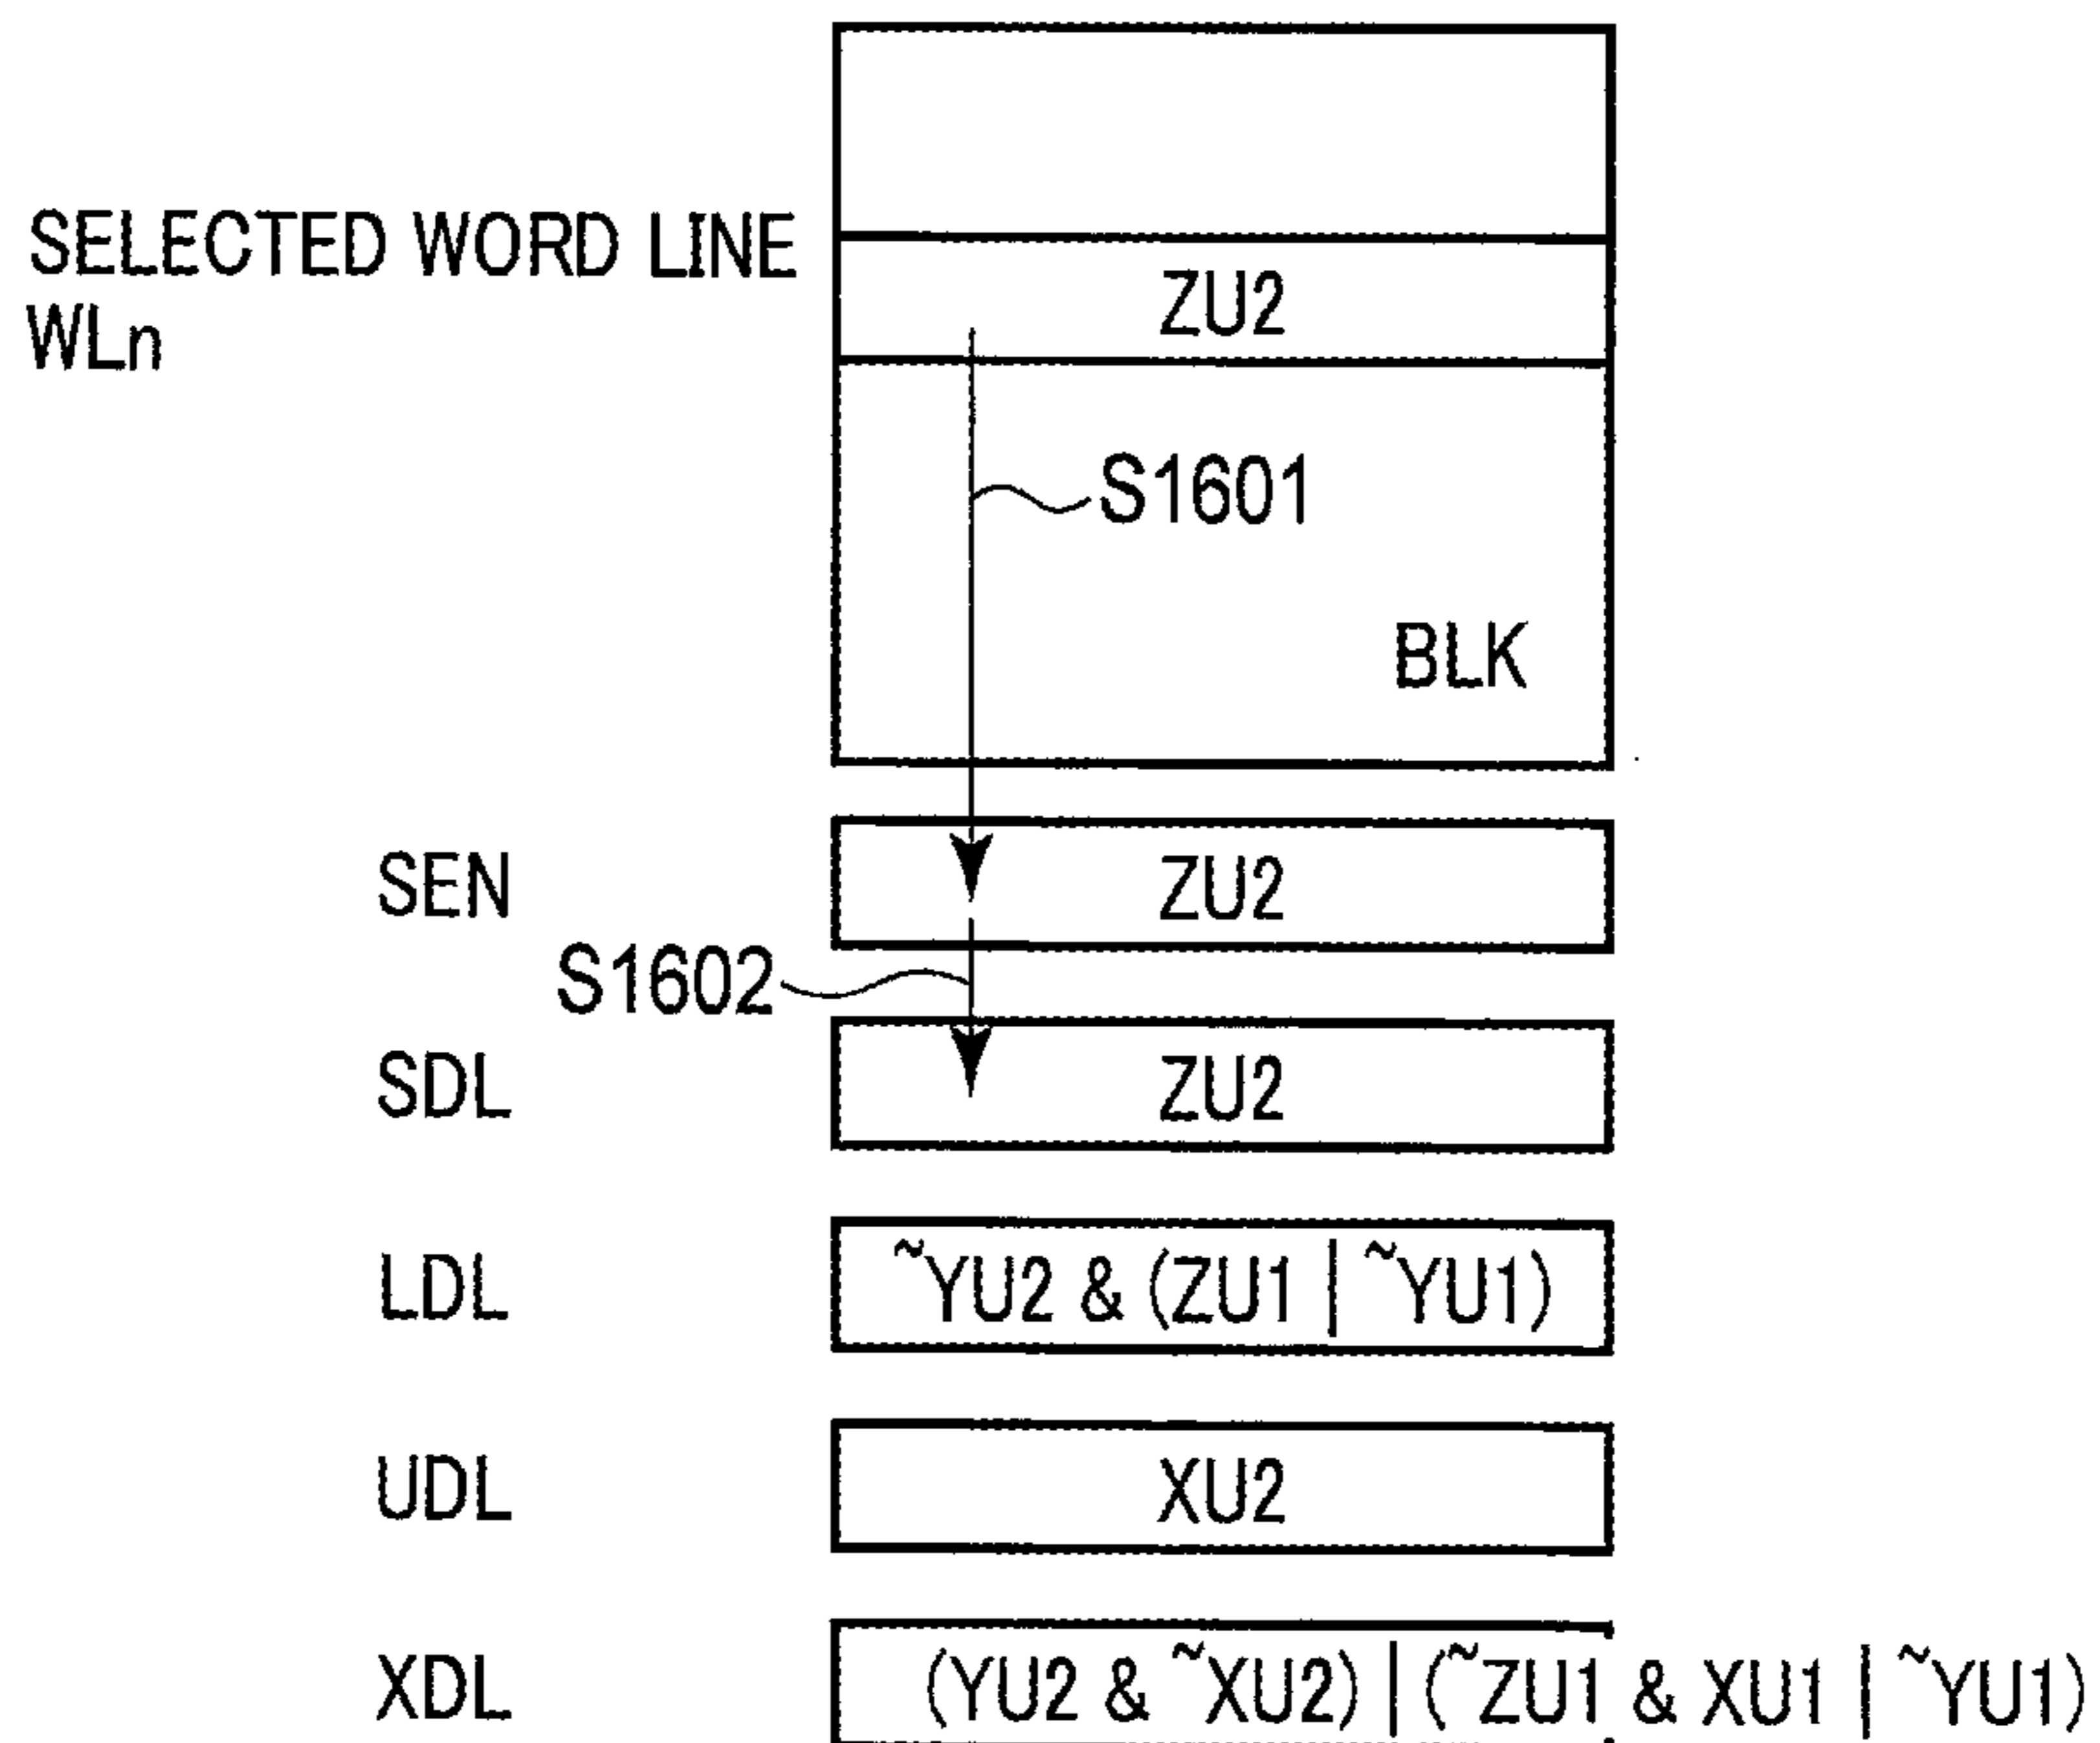 SELECTED WORD LINE
WLn
ZU2
S1601
BLK
SEN
ZU2
S1602
SDL
ZU2
LDL
~YU2 & (ZU1 | ~YU1)
UDL
XU2
XDL
(YU2 & ~XU2) | (~ZU1 & XU1 | ~YU1)